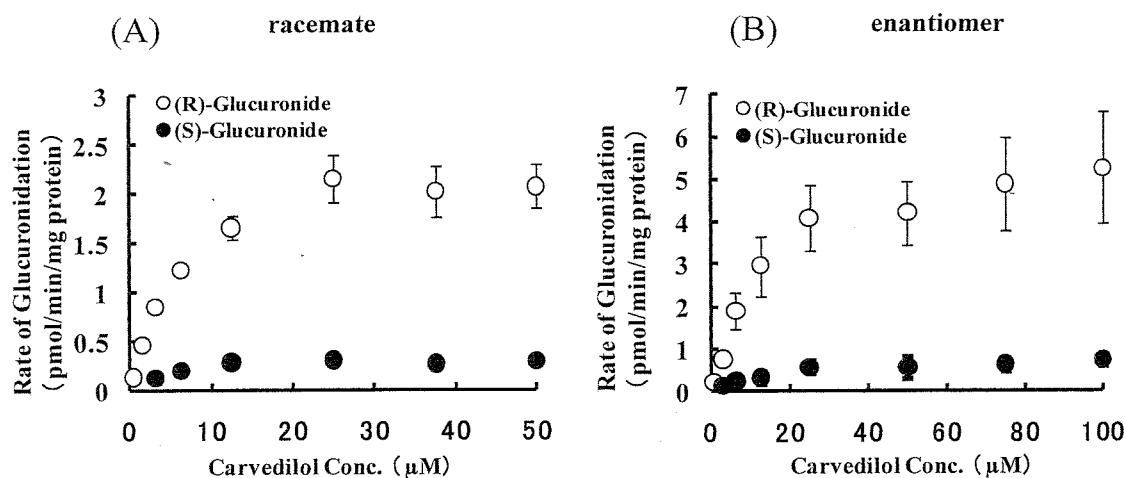 (A) racemate
Rate of Glucuronidation
(pmol/min/mg protein)
3
2.5
2
1.5
1
0.5
0
(R)-Glucuronide
(S)-Glucuronide
0 10 20 30 40 50
Carvedilol Conc. (µM)
(B) enantiomer
Rate of Glucuronidation
(pmol/min/mg protein)
7
6
5
4
3
2
1
0
(R)-Glucuronide
(S)-Glucuronide
0 20 40 60 80 100
Carvedilol Conc. (µM)